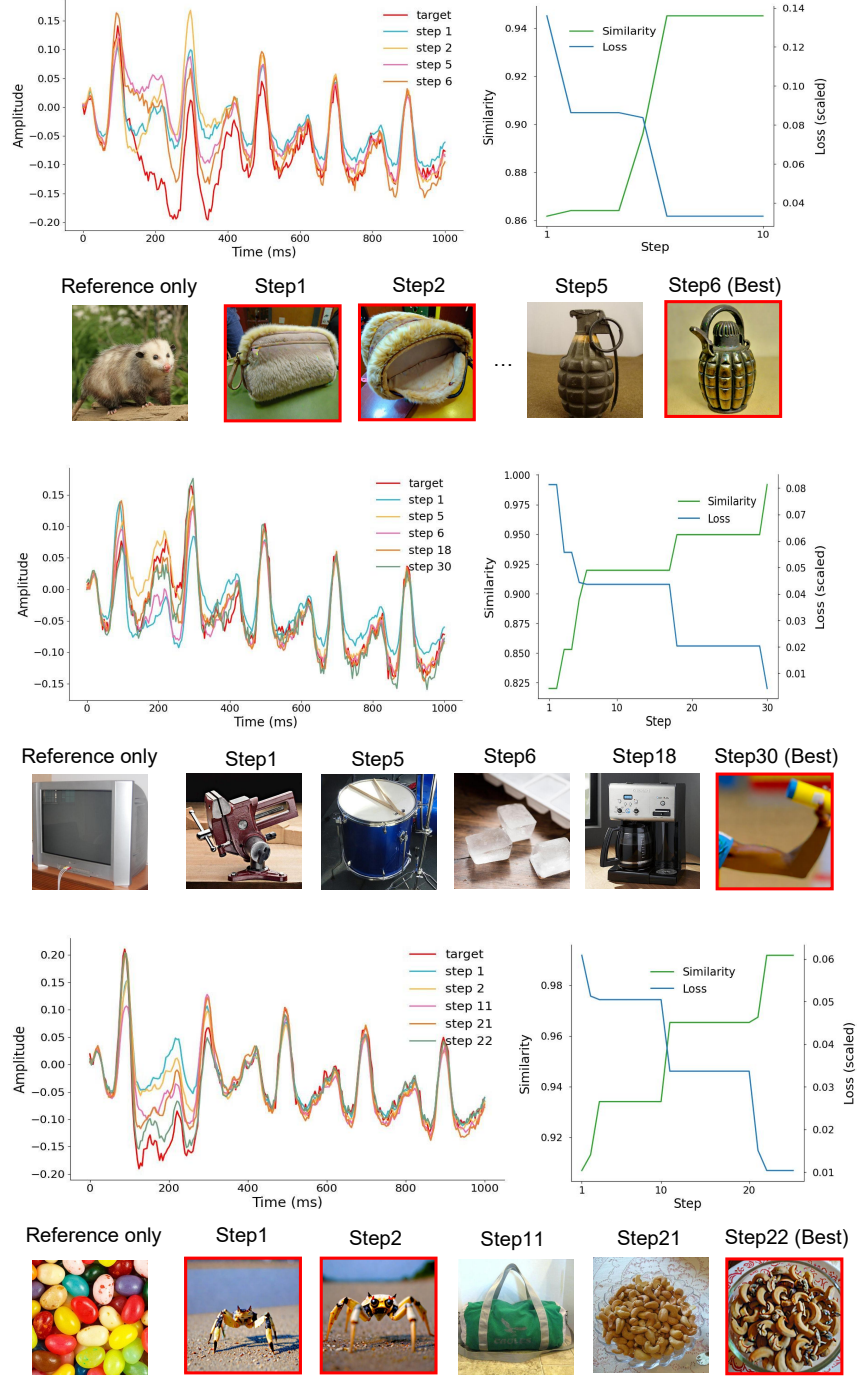 0.15
0.10
0.05
0.00
−0.05
−0.10
−0.15
−0.20
Amplitude
0
200
400
600
800
1000
Time (ms)
target
step 1
step 2
step 5
step 6
0.94
0.92
0.90
0.88
0.86
Similarity
Similarity
Loss
0.14
0.12
0.10
0.08
0.06
0.04
Loss (scaled)
1
10
Step
Reference only
Step1
Step2
...
Step5
Step6 (Best)
0.15
0.10
0.05
0.00
−0.05
−0.10
−0.15
Amplitude
0
200
400
600
800
1000
Time (ms)
target
step 1
step 5
step 6
step 18
step 30
1.000
0.975
0.950
0.925
0.900
0.875
0.850
0.825
Similarity
Similarity
Loss
0.08
0.07
0.06
0.05
0.04
0.03
0.02
0.01
Loss (scaled)
1
10
20
30
Step
Reference only
Step1
Step5
Step6
Step18
Step30 (Best)
0.20
0.15
0.10
0.05
0.00
−0.05
−0.10
−0.15
−0.20
Amplitude
0
200
400
600
800
1000
Time (ms)
target
step 1
step 2
step 11
step 21
step 22
0.98
0.96
0.94
0.92
Similarity
Similarity
Loss
0.06
0.05
0.04
0.03
0.02
0.01
Loss (scaled)
1
10
20
Step
Reference only
Step1
Step2
Step11
Step21
Step22 (Best)